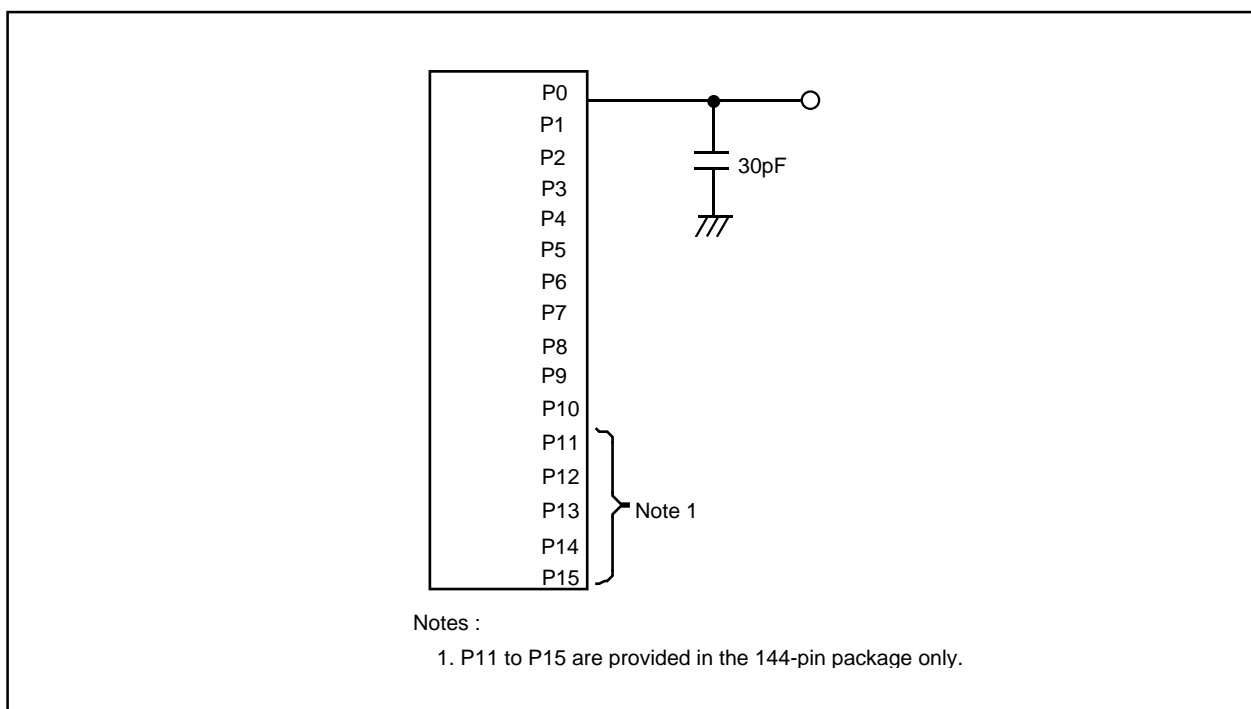 P0
P1
P2
30pF
P3
P4
P5
P6
P7
P8
P9
P10
P11
P12
P13
Note 1
P14
P15
Notes :
1. P11 to P15 are provided in the 144-pin package only.